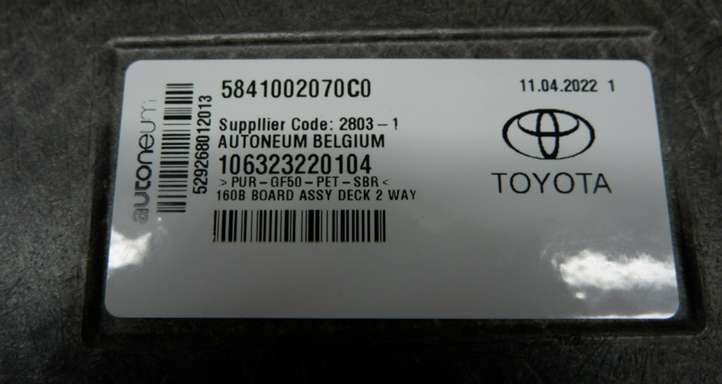 autoneum
529268012013
5841002070C0
11.04.2022 1
Suppllier Code: 2803-1
AUTONEUM BELGIUM
106323220104
>PUR-GF50-PET-SBR<
160B BOARD ASSY DECK 2 WAY
TOYOTA